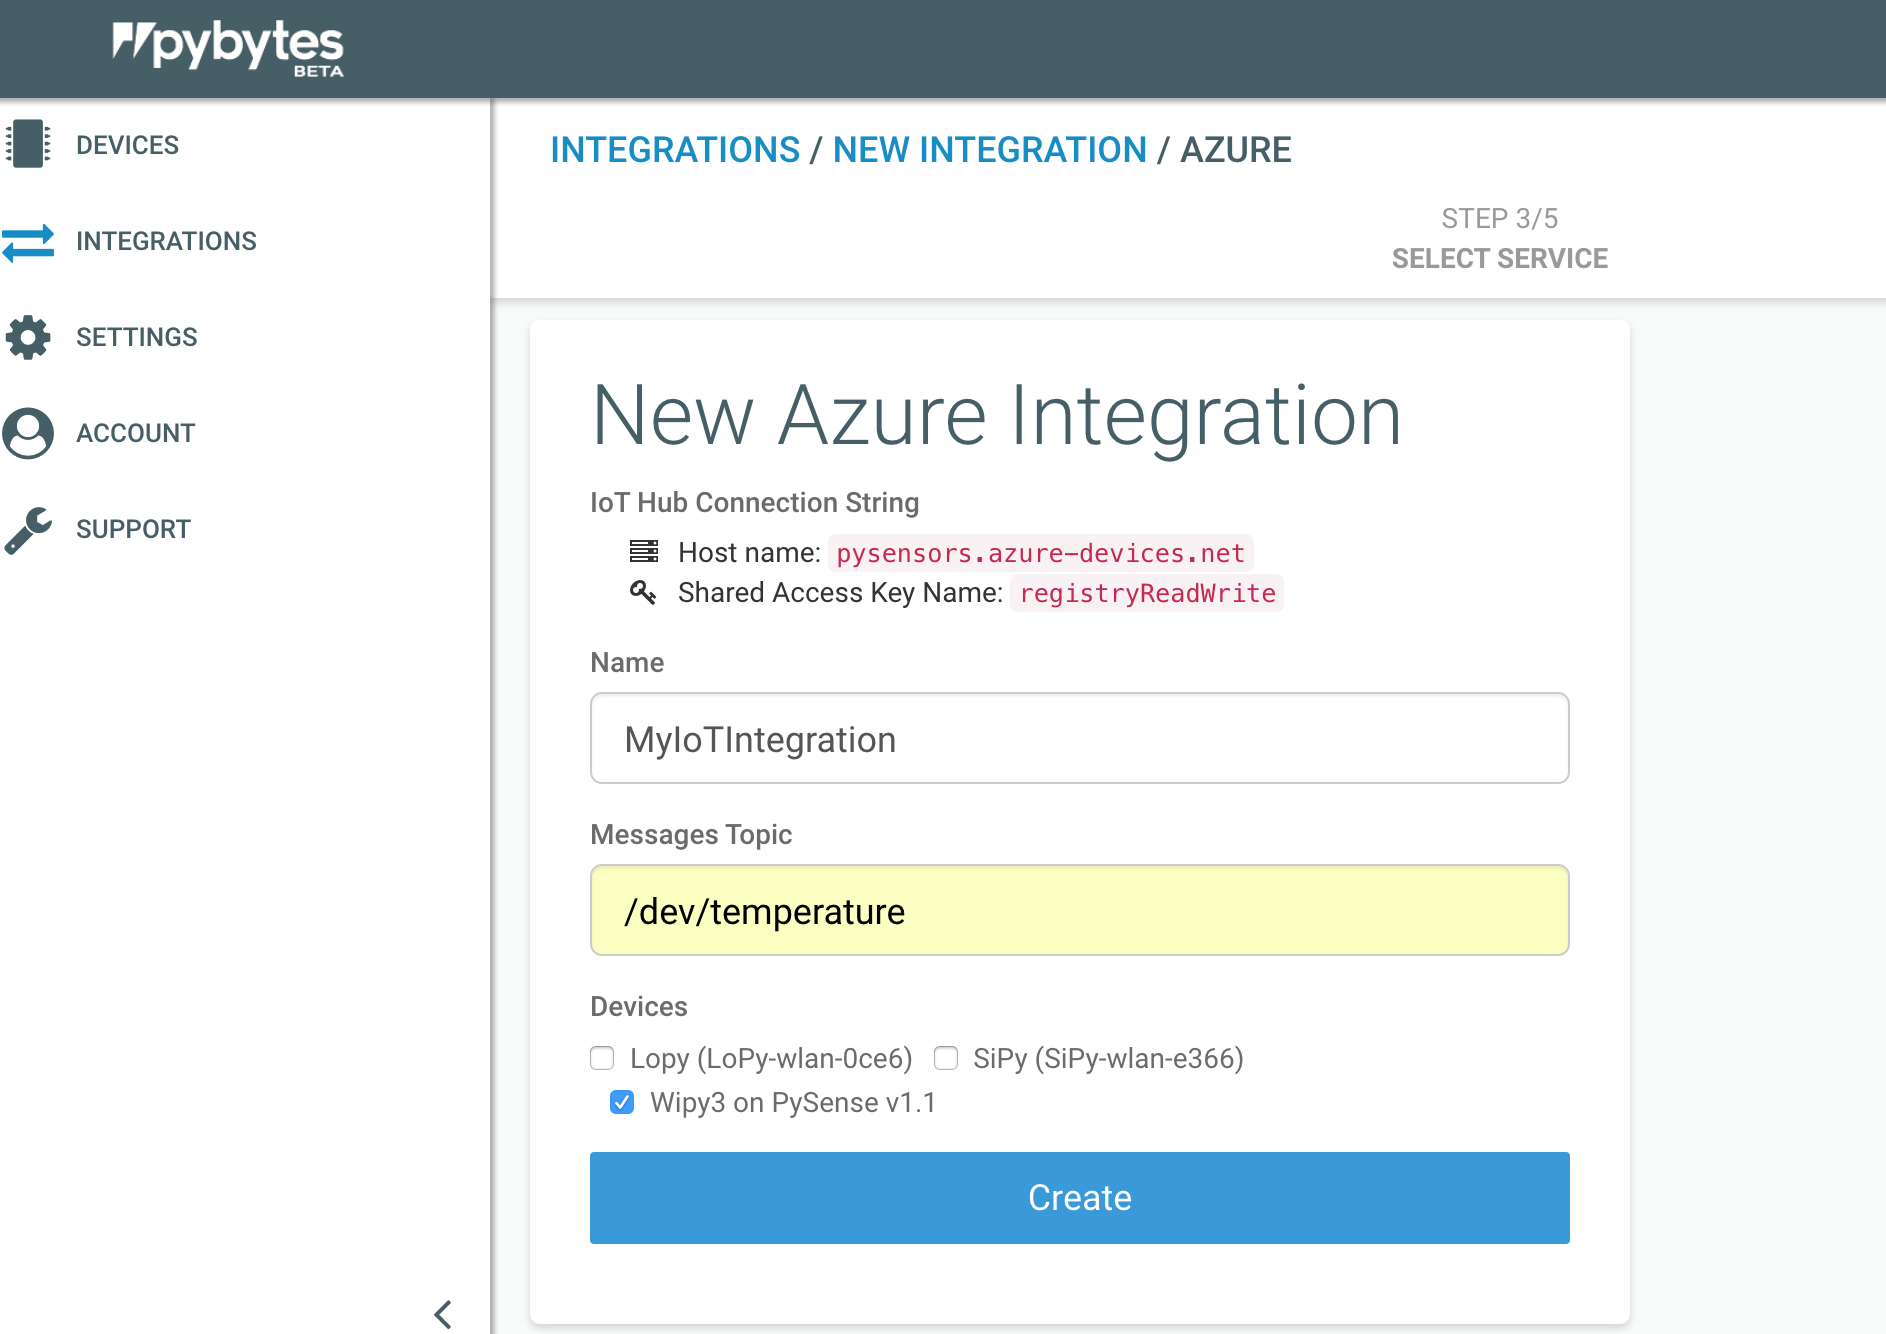 pybytes
BETA
DEVICES
INTEGRATIONS
SETTINGS
ACCOUNT
SUPPORT
INTEGRATIONS / NEW INTEGRATION / AZURE
STEP 3/5
SELECT SERVICE
New Azure Integration
IoT Hub Connection String
Host name: pysensors.azure-devices.net
Shared Access Key Name: registryReadWrite
Name
MyIoTIntegration
Messages Topic
/dev/temperature
Devices
Lopy (LoPy-wlan-0ce6) SiPy (SiPy-wlan-e366)
Wipy3 on PySense v1.1
Create